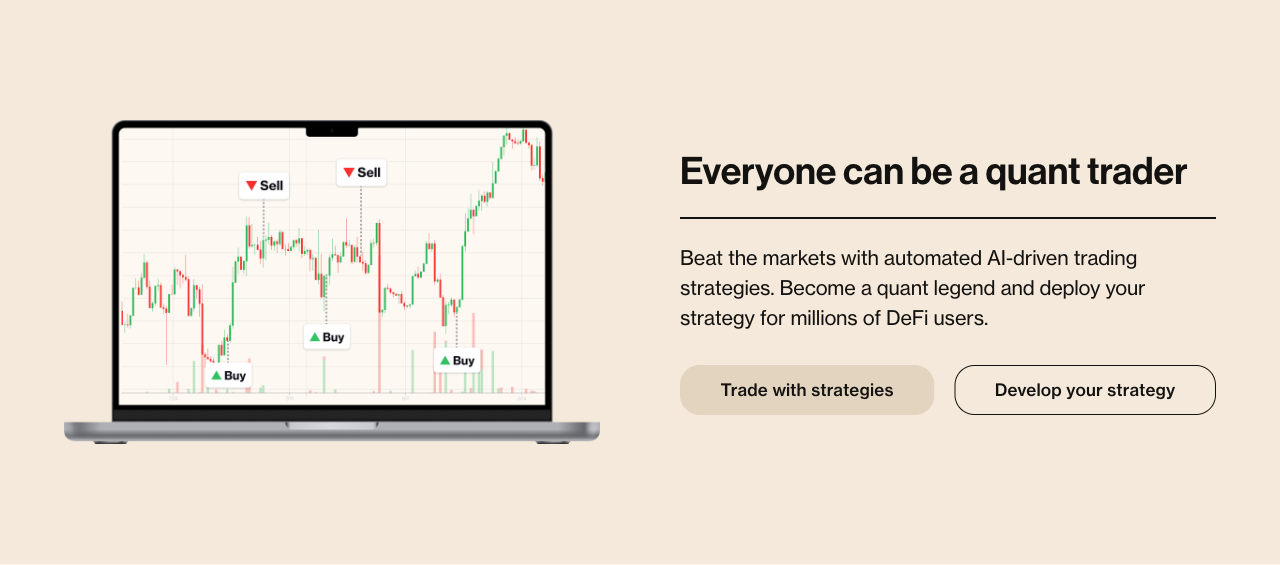 Sell
Sell
Buy
Buy
Buy
Everyone can be a quant trader
Beat the markets with automated AI-driven trading
strategies. Become a quant legend and deploy your
strategy for millions of DeFi users.
Trade with strategies
Develop your strategy